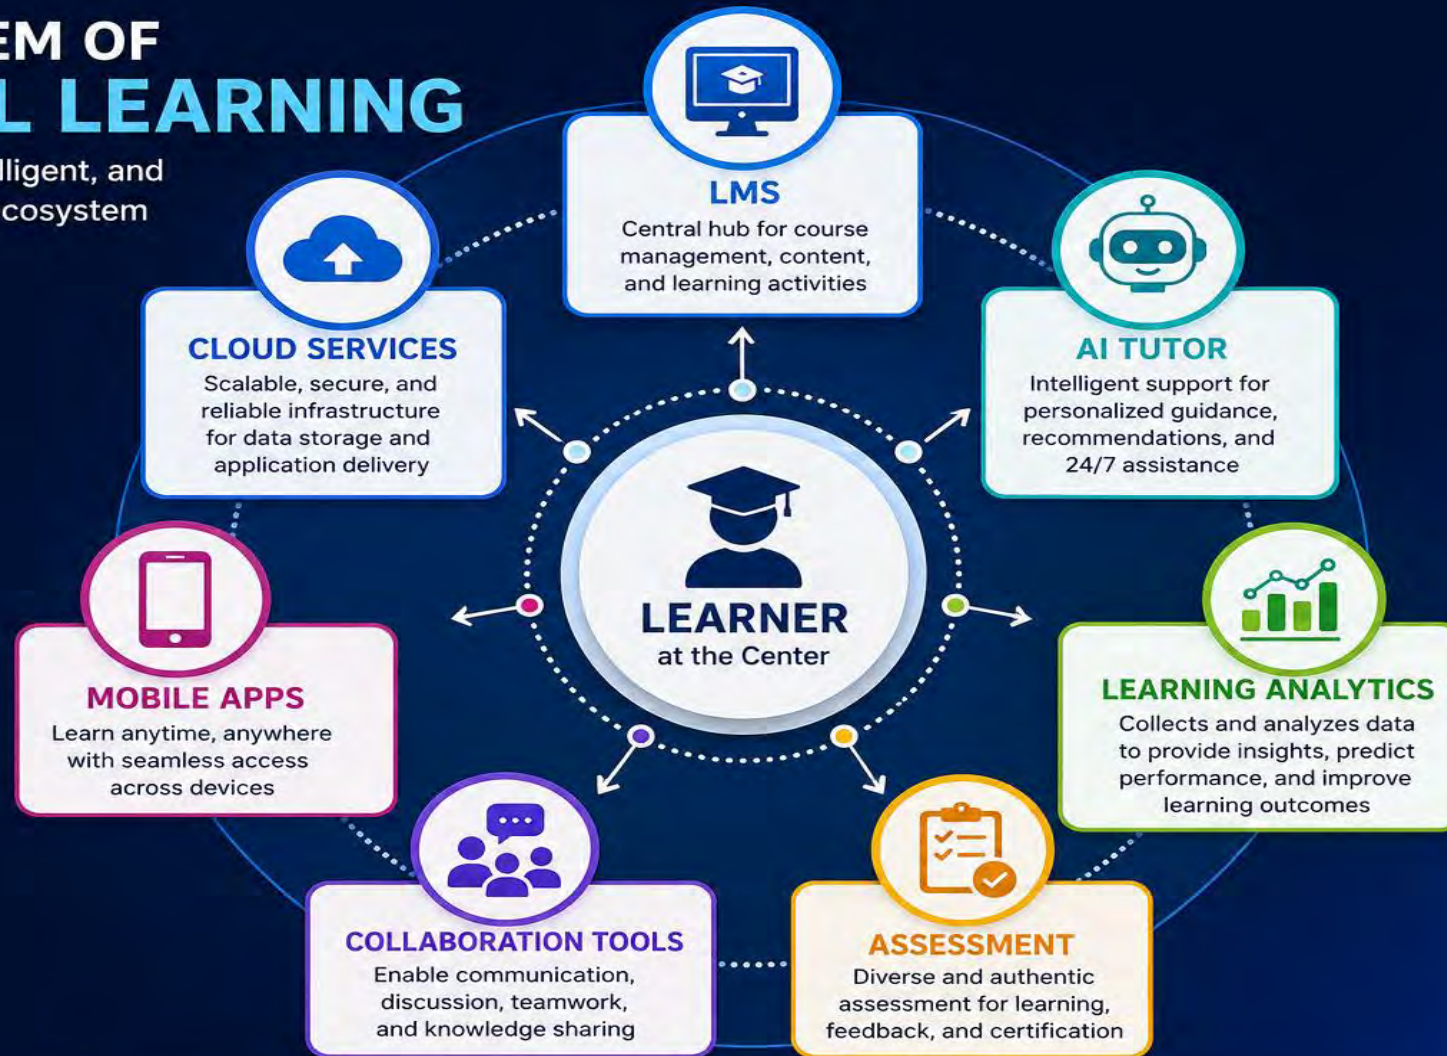 EM OF
L LEARNING
lligent, and
cosystem
LMS
Central hub for course
management, content,
and learning activities
CLOUD SERVICES
Scalable, secure, and
reliable infrastructure
for data storage and
application delivery
AI TUTOR
Intelligent support for
personalized guidance,
recommendations, and
24/7 assistance
LEARNER
at the Center
MOBILE APPS
Learn anytime, anywhere
with seamless access
across devices
LEARNING ANALYTICS
Collects and analyzes data
to provide insights, predict
performance, and improve
learning outcomes
COLLABORATION TOOLS
Enable communication,
discussion, teamwork,
and knowledge sharing
ASSESSMENT
Diverse and authentic
assessment for learning,
feedback, and certification